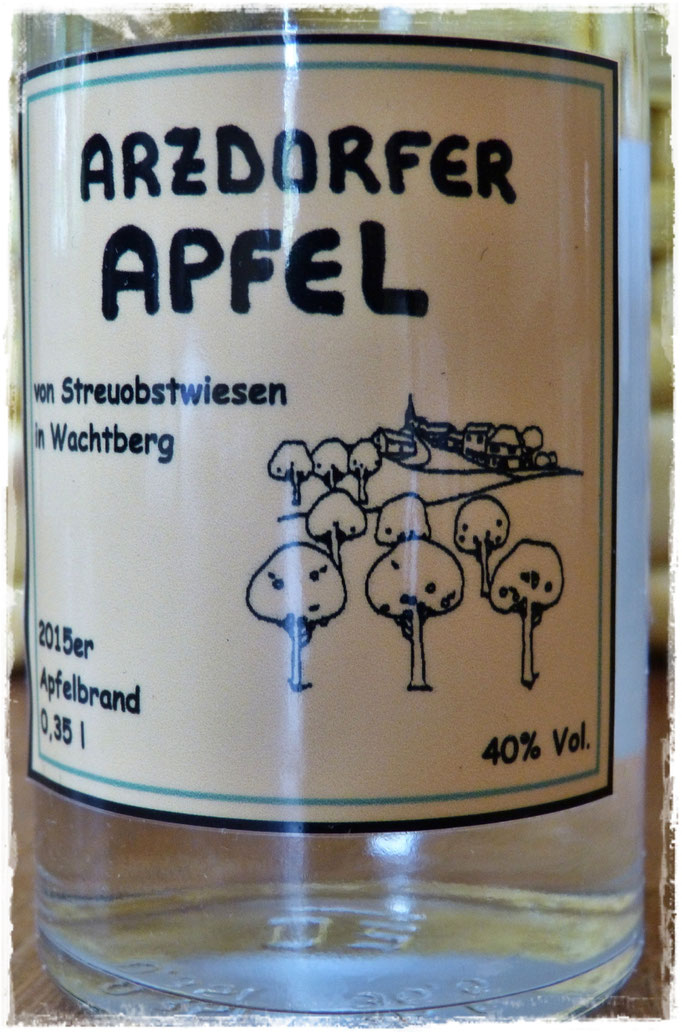 ARZDORFER
APFEL
von Streuobstwiesen
in Wachtberg
2015er
Apfelbrand
0,35 l
40% Vol.